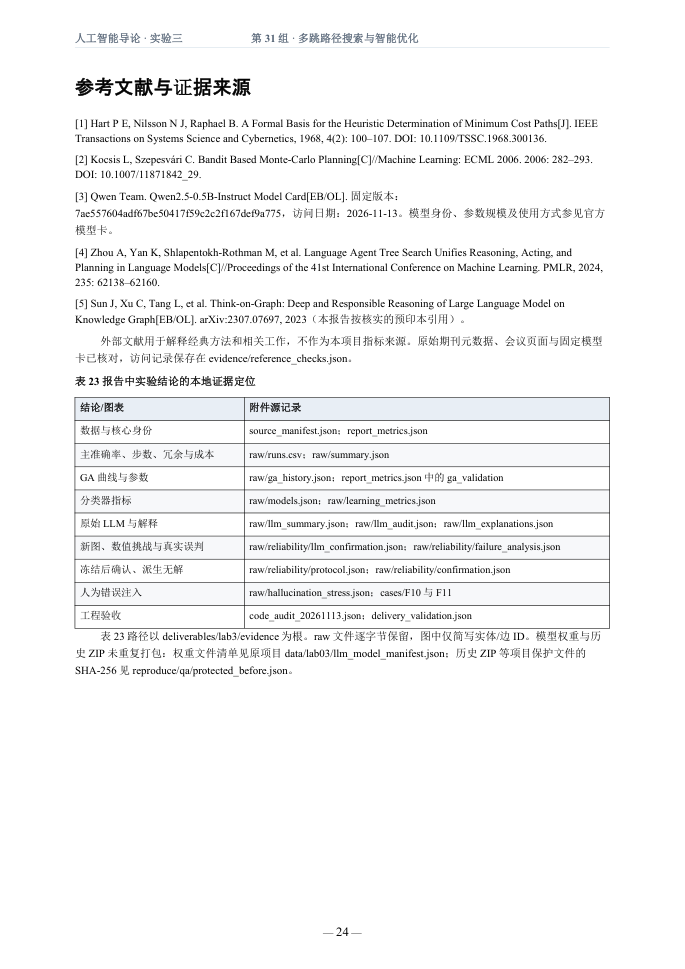 人工智能导论 · 实验三 第 31 组 · 多跳路径搜索与智能优化
参考文献与证据来源
[1] Hart P E, Nilsson N J, Raphael B. A Formal Basis for the Heuristic Determination of Minimum Cost Paths[J]. IEEE
Transactions on Systems Science and Cybernetics, 1968, 4(2): 100–107. DOI: 10.1109/TSSC.1968.300136.
[2] Kocsis L, Szepesvári C. Bandit Based Monte-Carlo Planning[C]//Machine Learning: ECML 2006. 2006: 282–293.
DOI: 10.1007/11871842_29.
[3] Qwen Team. Qwen2.5-0.5B-Instruct Model Card[EB/OL]. 固定版本：
7ae557604adf67be50417f59c2c2f167def9a775，访问日期：2026-11-13。模型身份、参数规模及使用方式参见官方
模型卡。
[4] Zhou A, Yan K, Shlapentokh-Rothman M, et al. Language Agent Tree Search Unifies Reasoning, Acting, and
Planning in Language Models[C]//Proceedings of the 41st International Conference on Machine Learning. PMLR, 2024,
235: 62138–62160.
[5] Sun J, Xu C, Tang L, et al. Think-on-Graph: Deep and Responsible Reasoning of Large Language Model on
Knowledge Graph[EB/OL]. arXiv:2307.07697, 2023（本报告按核实的预印本引用）。
外部文献用于解释经典方法和相关工作，不作为本项目指标来源。原始期刊元数据、会议页面与固定模型
卡已核对，访问记录保存在 evidence/reference_checks.json。
表 23 报告中实验结论的本地证据定位
结论/图表 附件源记录
数据与核心身份 source_manifest.json；report_metrics.json
主准确率、步数、冗余与成本 raw/runs.csv；raw/summary.json
GA 曲线与参数 raw/ga_history.json；report_metrics.json 中的 ga_validation
分类器指标 raw/models.json；raw/learning_metrics.json
原始 LLM 与解释 raw/llm_summary.json；raw/llm_audit.json；raw/llm_explanations.json
新图、数值挑战与真实误判 raw/reliability/llm_confirmation.json；raw/reliability/failure_analysis.json
冻结后确认、派生无解 raw/reliability/protocol.json；raw/reliability/confirmation.json
人为错误注入 raw/hallucination_stress.json；cases/F10 与 F11
工程验收 code_audit_20261113.json；delivery_validation.json
表 23 路径以 deliverables/lab3/evidence 为根。raw 文件逐字节保留，图中仅简写实体/边 ID。模型权重与历
史 ZIP 未重复打包：权重文件清单见原项目 data/lab03/llm_model_manifest.json；历史 ZIP 等项目保护文件的
SHA-256 见 reproduce/qa/protected_before.json。
— 24 —